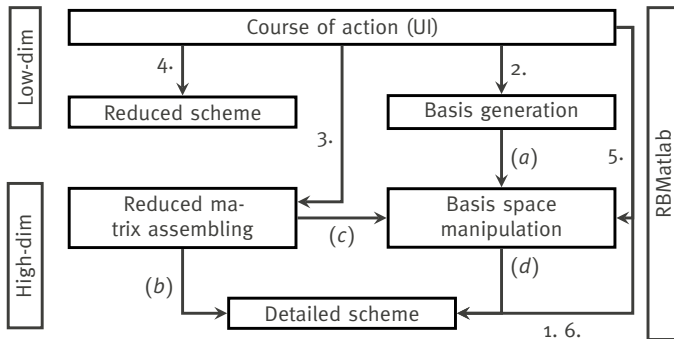 Course of action (UI)
Low-dim
4.
2.
Reduced scheme
Basis generation
3.
(a)
5.
RBMatlab
High-dim
Reduced ma-
trix assembling
Basis space
manipulation
(c)
(b)
(d)
Detailed scheme
1. 6.